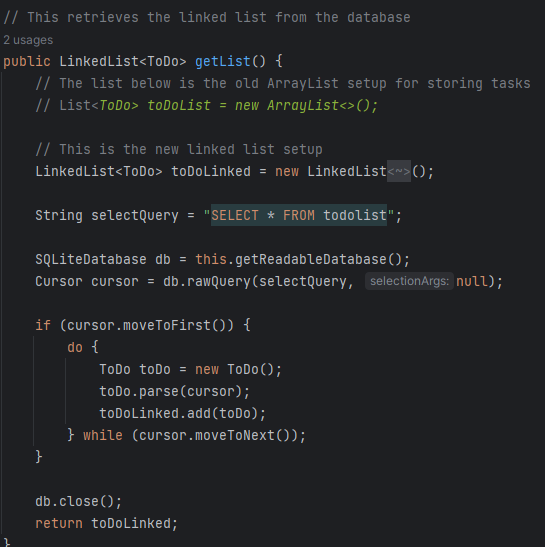 // This retrieves the linked list from the database
2 usages
public LinkedList<ToDo> getList() {
// The list below is the old ArrayList setup for storing tasks
// List<ToDo> toDoList = new ArrayList<>();
// This is the new linked list setup
LinkedList<ToDo> toDoLinked = new LinkedList<~>();
String selectQuery = "SELECT * FROM todolist";
SQLiteDatabase db = this.getReadableDatabase();
Cursor cursor = db.rawQuery(selectQuery, selectionArgs: null);
if (cursor.moveToFirst()) {
do {
ToDo toDo = new ToDo();
toDo.parse(cursor);
toDoLinked.add(toDo);
} while (cursor.moveToNext());
}
db.close();
return toDoLinked;
}